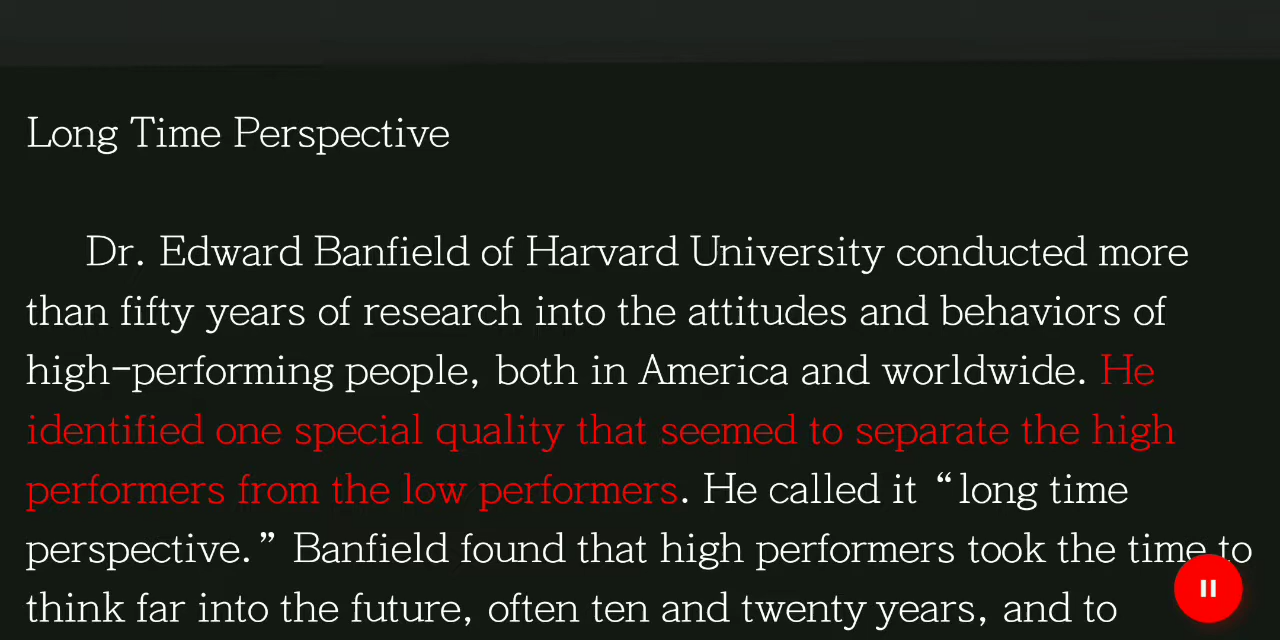 Long Time Perspective
Dr. Edward Banfield of Harvard University conducted more
than fifty years of research into the attitudes and behaviors of
high-performing people, both in America and worldwide. He
identified one special quality that seemed to separate the high
performers from the low performers. He called it “long time
perspective.” Banfield found that high performers took the time to
think far into the future, often ten and twenty years, and to